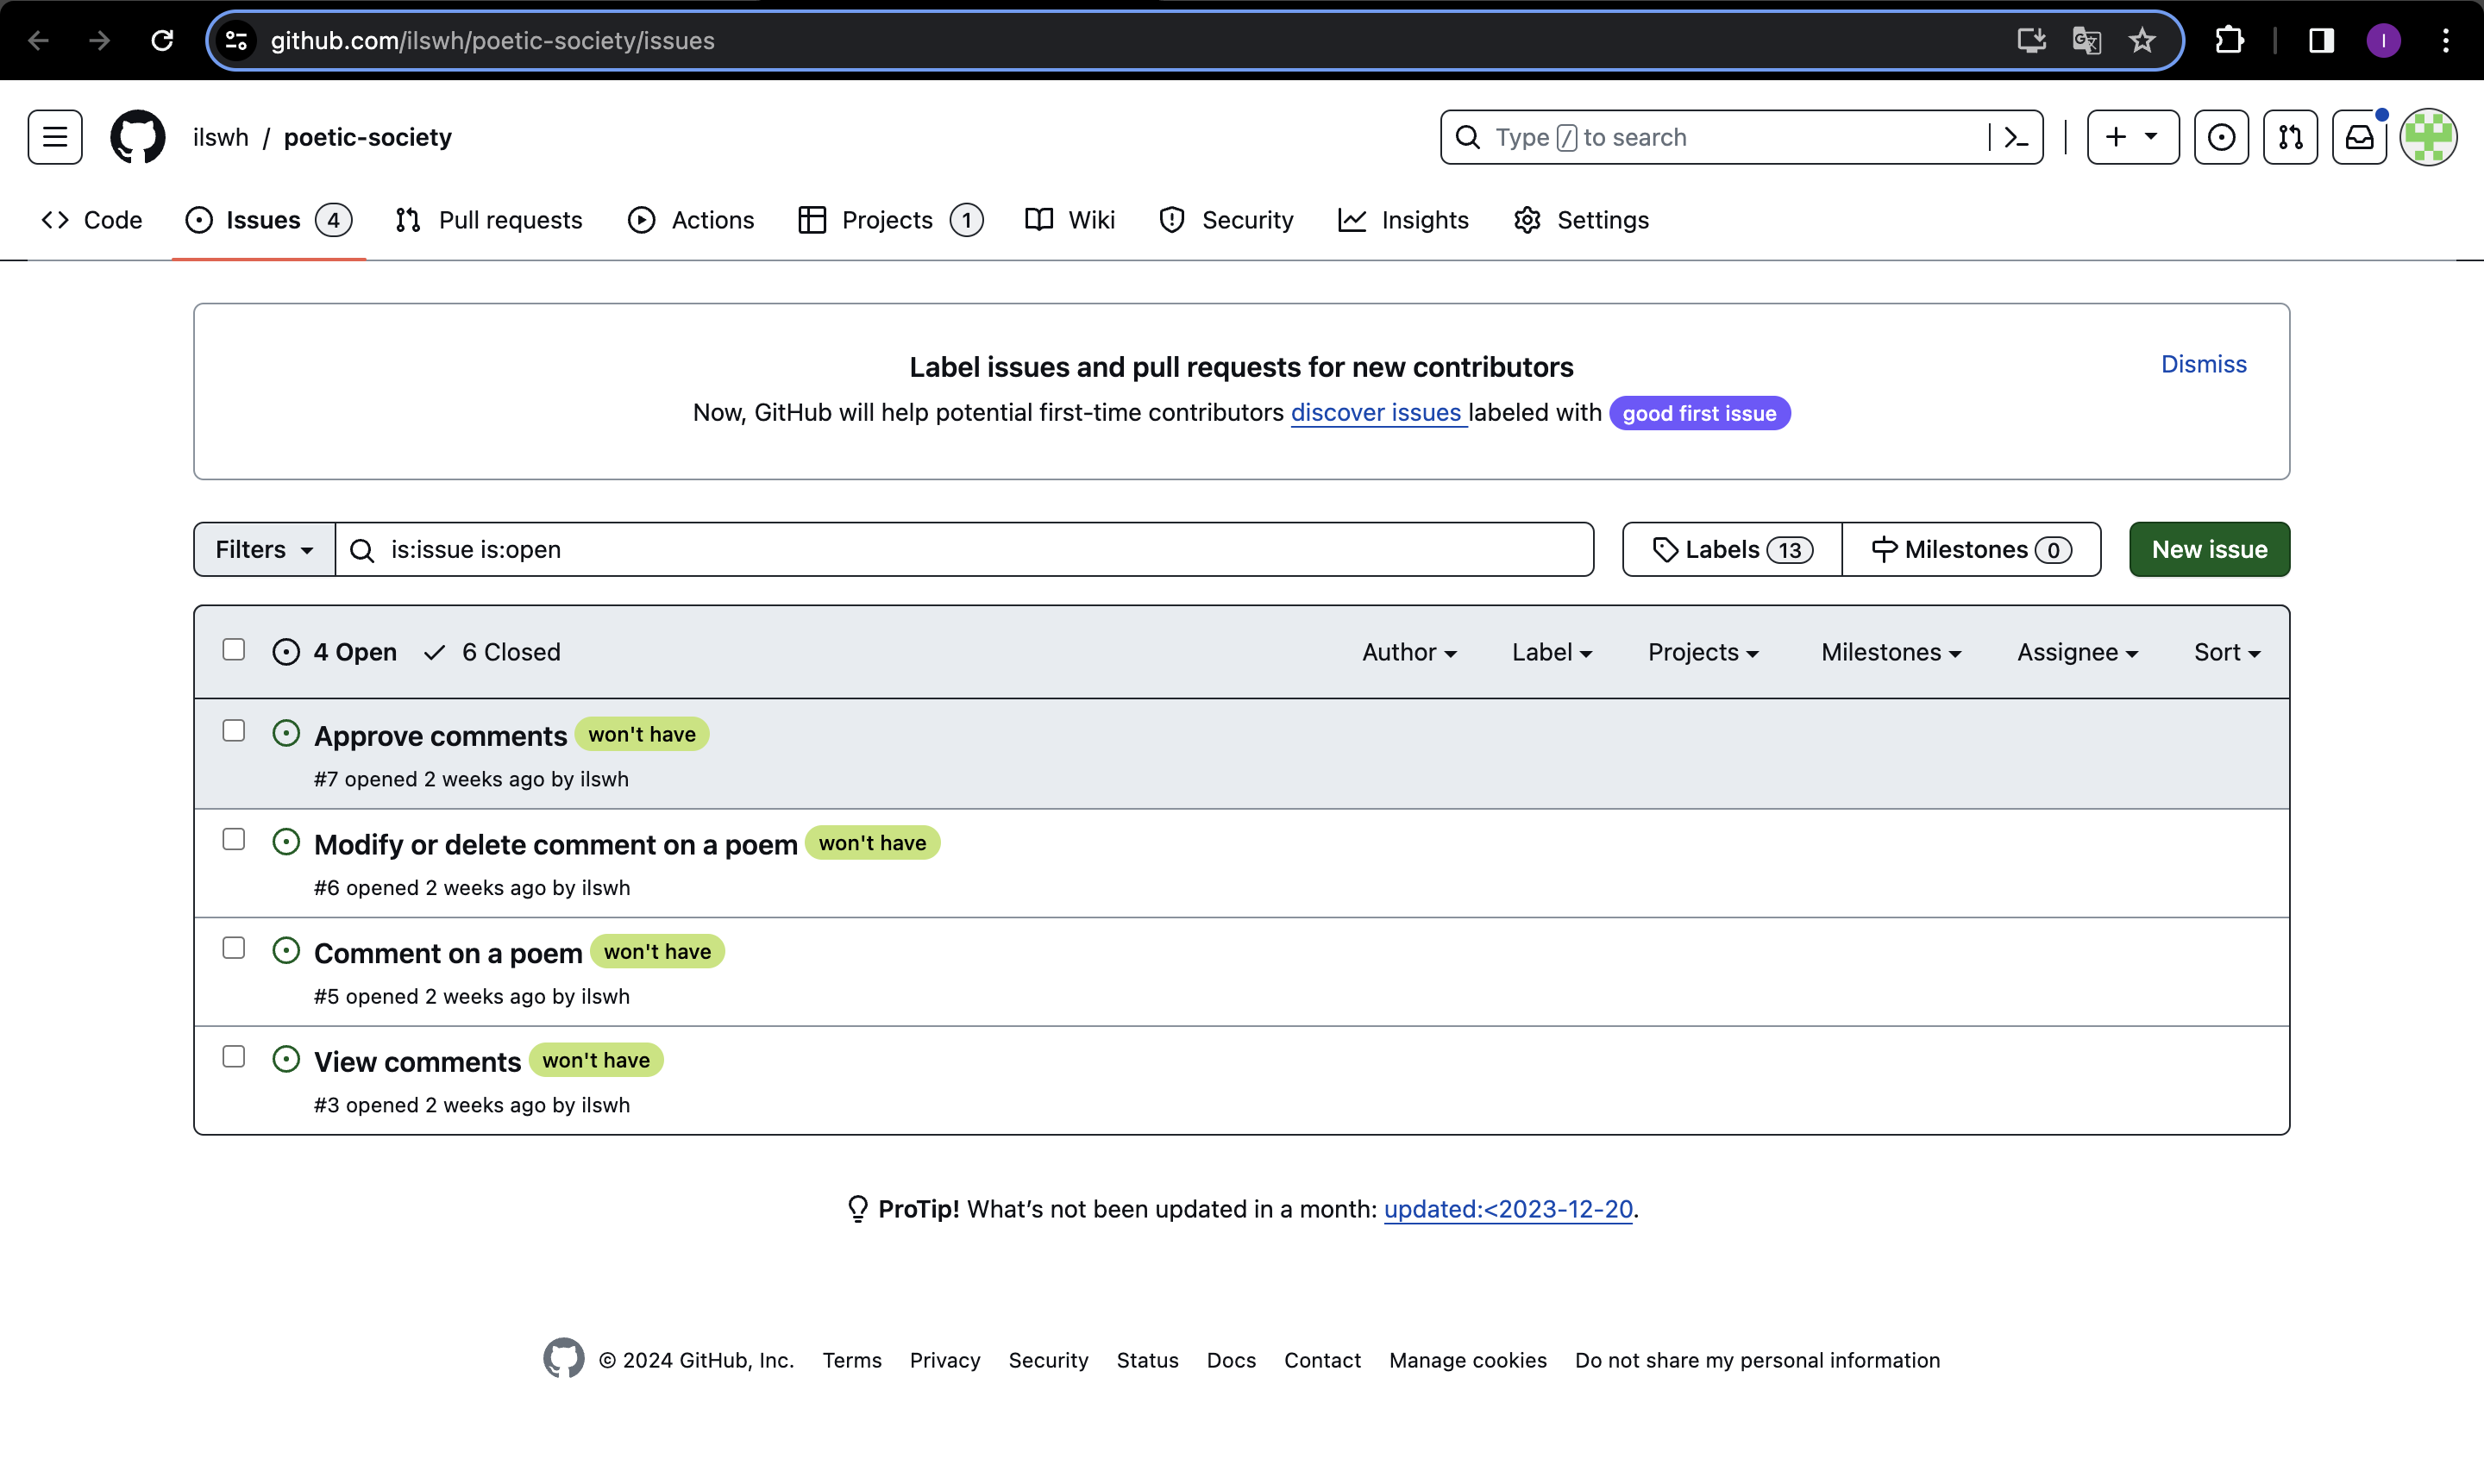 github.com/ilswh/poetic-society/issues
I
ilswh / poetic-society
Type / to search
Code
Issues 4
Pull requests
Actions
Projects 1
Wiki
Security
Insights
Settings
Label issues and pull requests for new contributors
Dismiss
Now, GitHub will help potential first-time contributors discover issues labeled with good first issue
Filters
is:issue is:open
Labels 13
Milestones 0
New issue
4 Open
6 Closed
Author
Label
Projects
Milestones
Assignee
Sort
Approve comments won't have
#7 opened 2 weeks ago by ilswh
Modify or delete comment on a poem won't have
#6 opened 2 weeks ago by ilswh
Comment on a poem won't have
#5 opened 2 weeks ago by ilswh
View comments won't have
#3 opened 2 weeks ago by ilswh
ProTip! What’s not been updated in a month: updated:<2023-12-20.
© 2024 GitHub, Inc. Terms Privacy Security Status Docs Contact Manage cookies Do not share my personal information